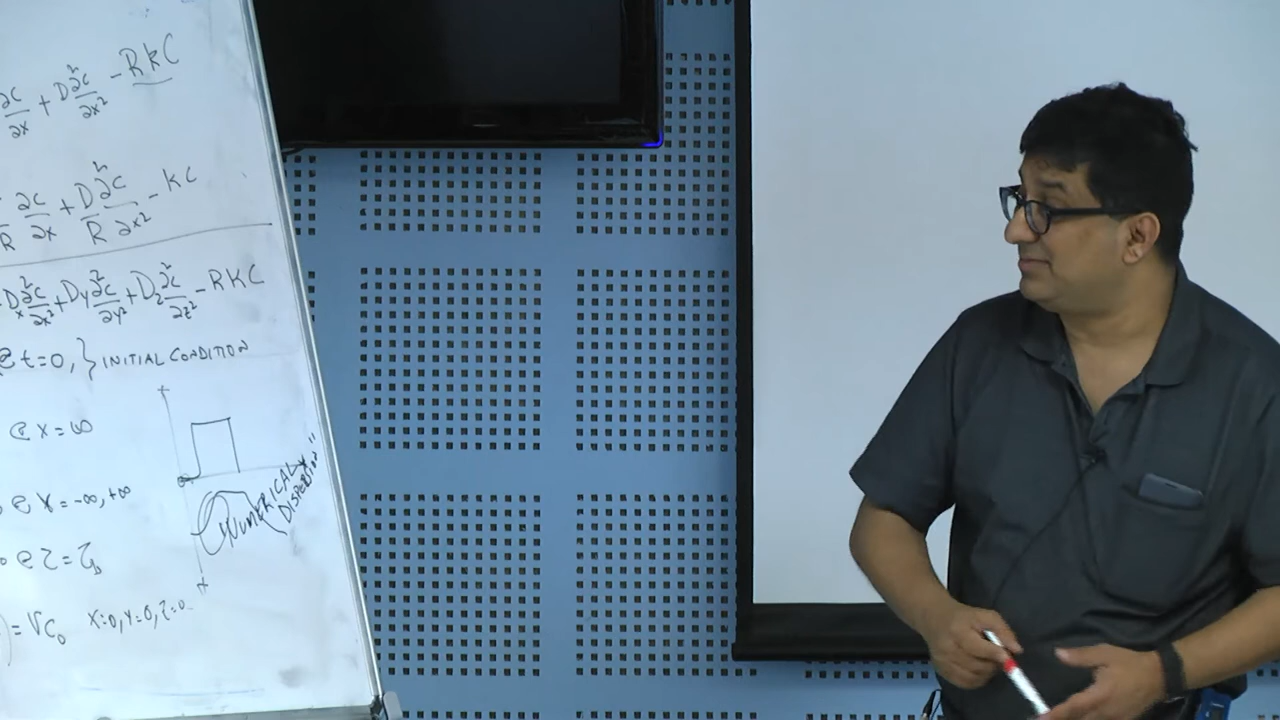 ∂C/∂x + D ∂²C/∂x² - RkC
R ∂C/∂x + D/R ∂²C/∂x² - KC
Dx ∂²C/∂x² + Dy ∂²C/∂y² + Dz ∂²C/∂z² - RKC
@ t=0, } INITIAL CONDITION
@ x = ∞
@ x = -∞, +∞
@ z =
= VC₀ x=0, y=0, z=0
NUMERICAL
DISPERSION"